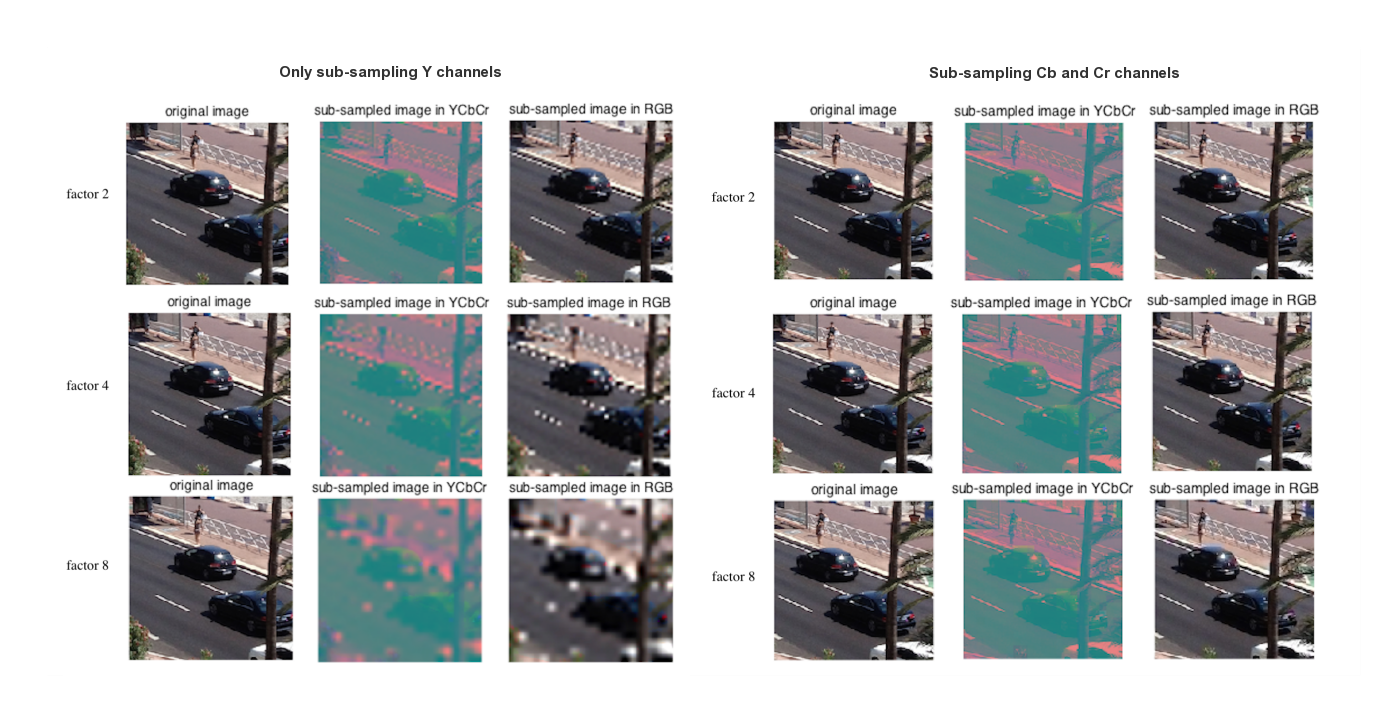 Only sub-sampling Y channels
original image
sub-sampled image in YCbCr
sub-sampled image in RGB
factor 2
original image
sub-sampled image in YCbCr
sub-sampled image in RGB
factor 4
original image
sub-sampled image in YCbCr
sub-sampled image in RGB
factor 8
Sub-sampling Cb and Cr channels
original image
sub-sampled image in YCbCr
sub-sampled image in RGB
factor 2
original image
sub-sampled image in YCbCr
sub-sampled image in RGB
factor 4
original image
sub-sampled image in YCbCr
sub-sampled image in RGB
factor 8